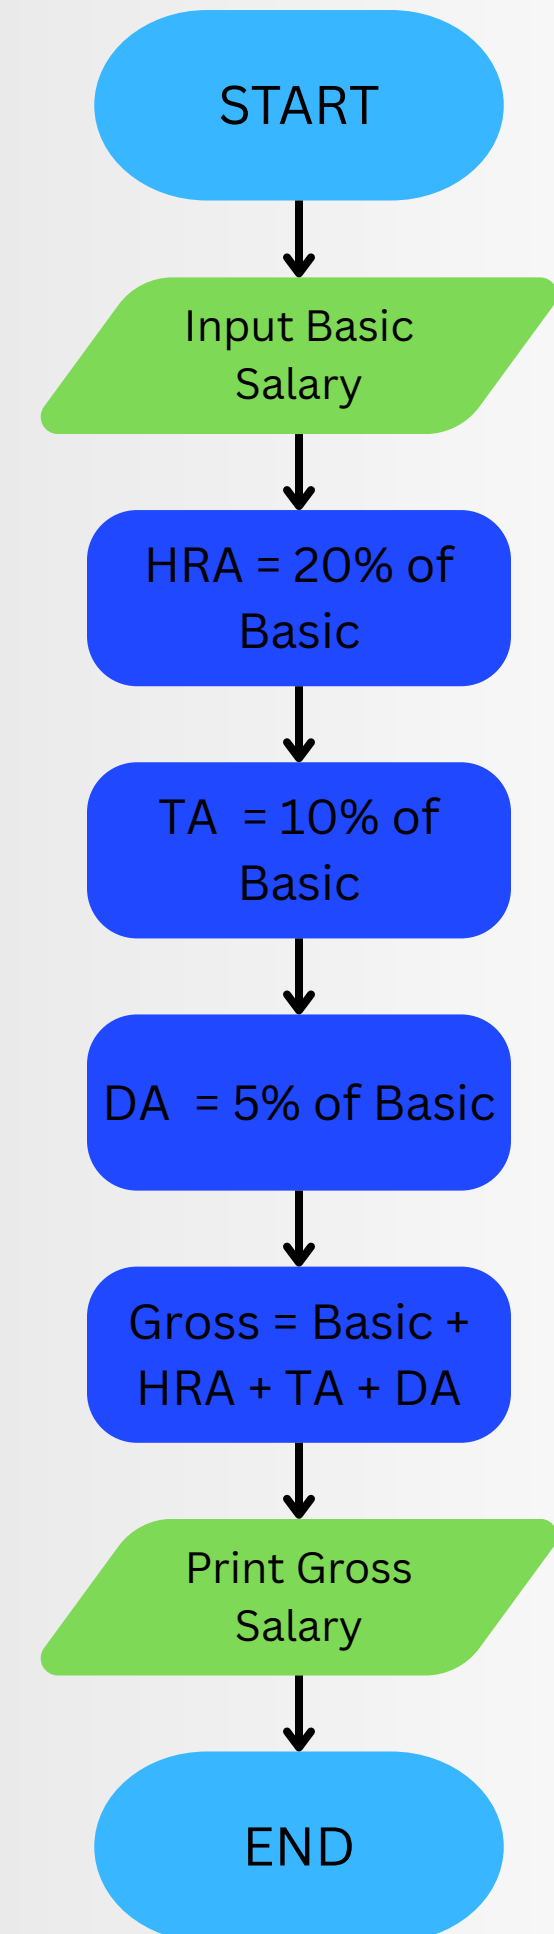 START
Input Basic
Salary
HRA = 20% of
Basic
TA  = 10% of
Basic
DA  = 5% of Basic
Gross = Basic +
HRA + TA + DA
Print Gross
Salary
END